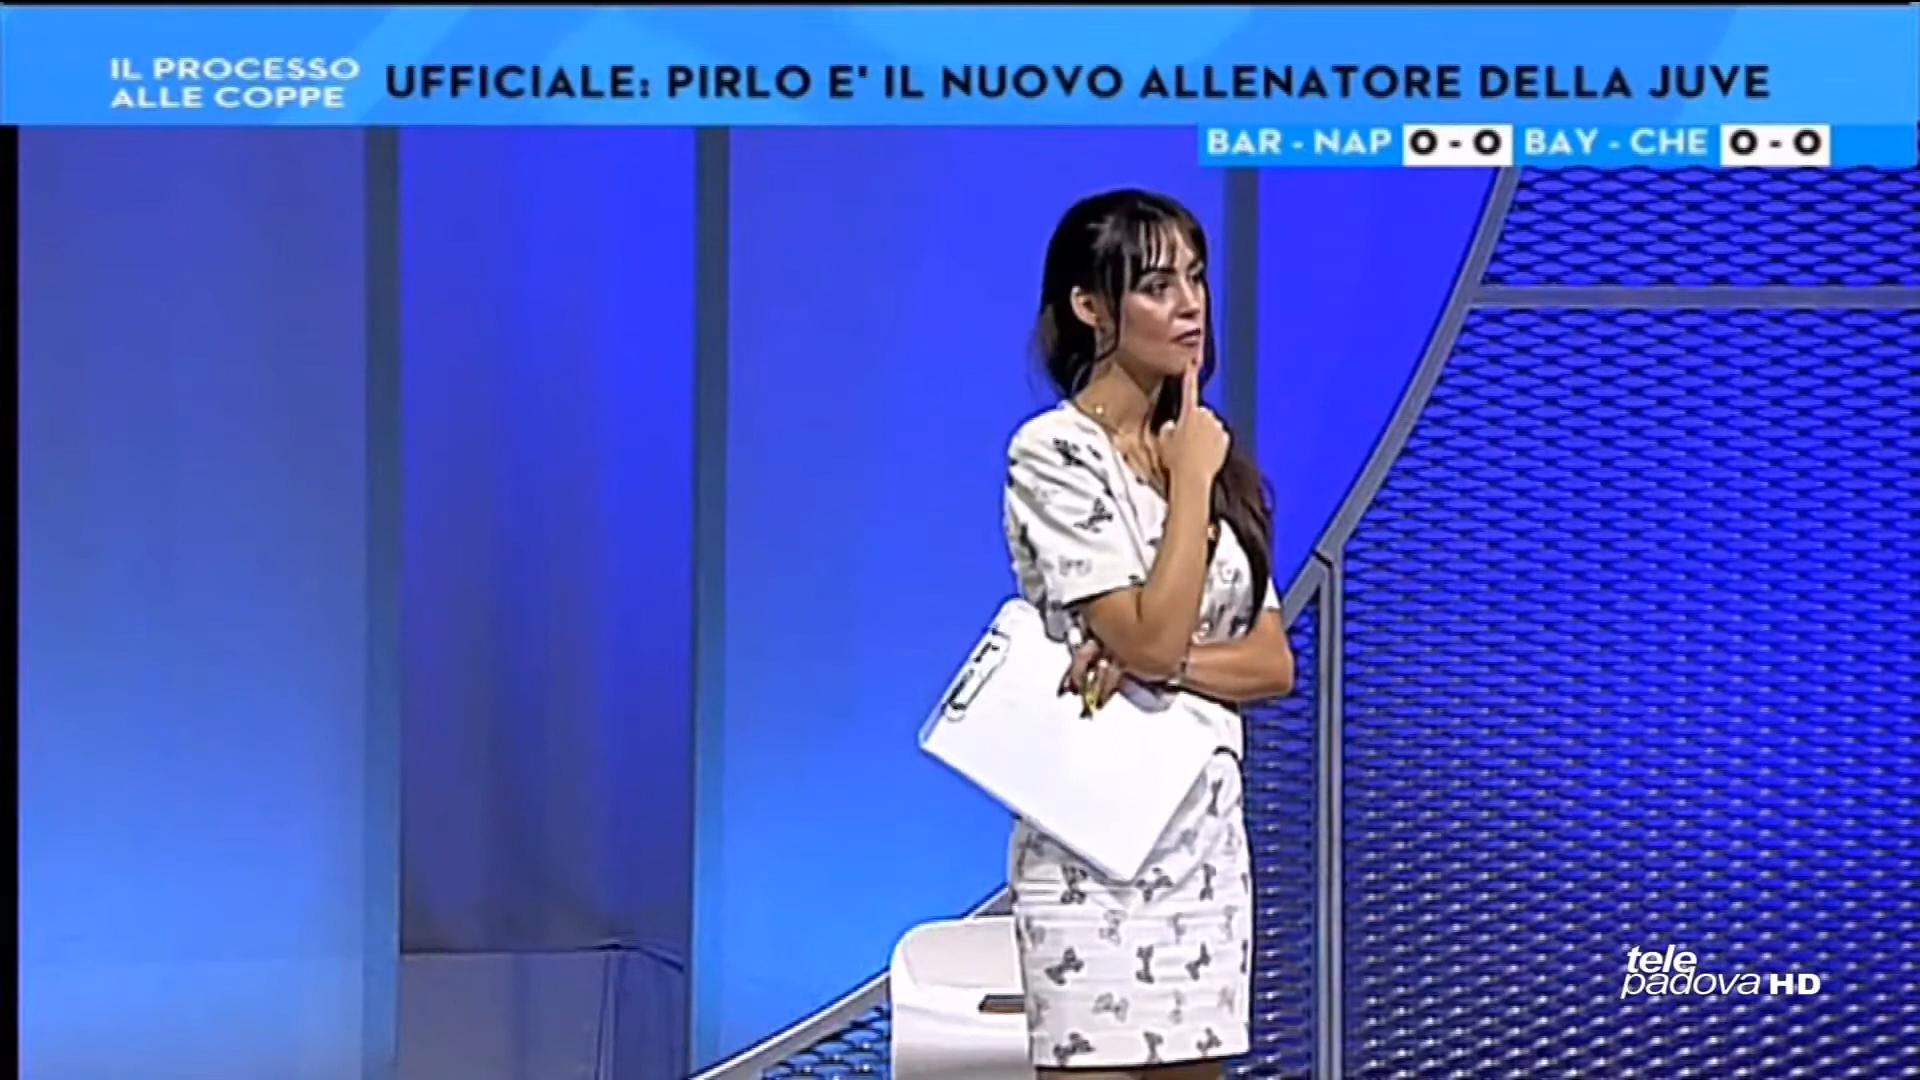 IL PROCESSO
ALLE COPPE
UFFICIALE: PIRLO E' IL NUOVO ALLENATORE DELLA JUVE
BAR - NAP 0 - 0 BAY - CHE 0 - 0
tele
padova HD